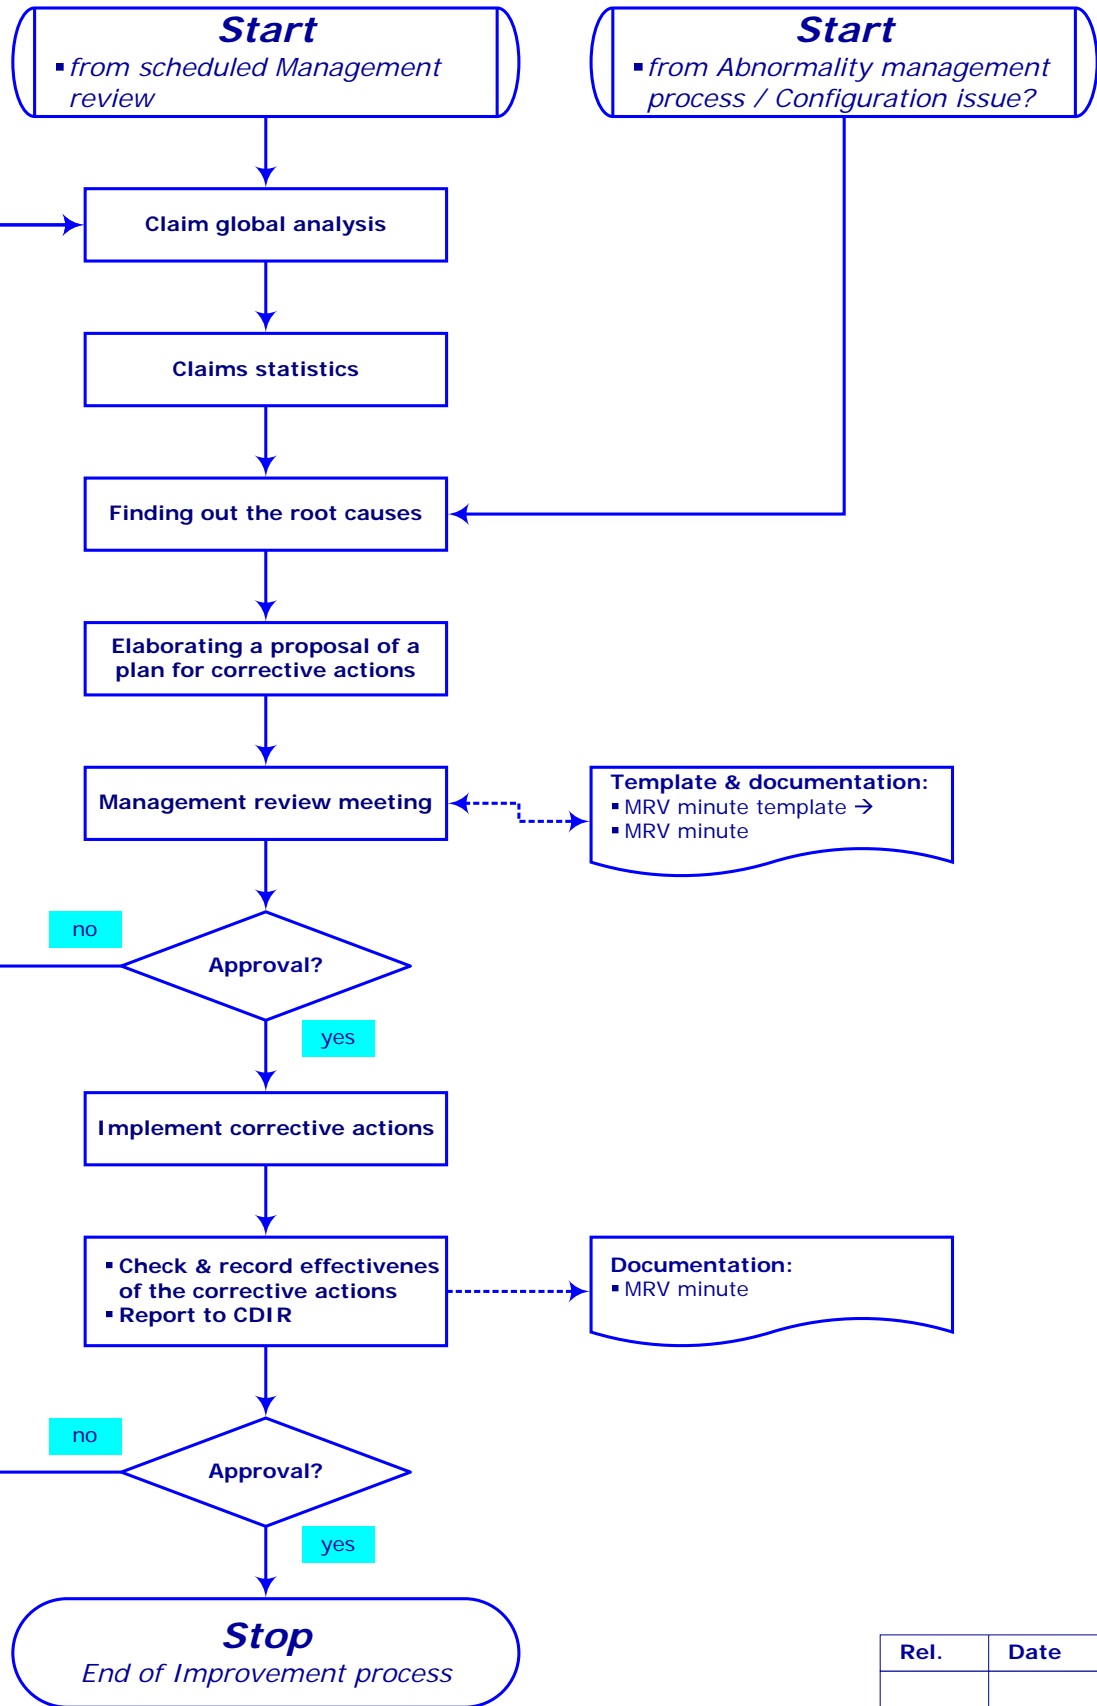 Start
▪ from scheduled Management
review
Start
▪ from Abnormality management
process / Configuration issue?
Claim global analysis
Claims statistics
Finding out the root causes
Elaborating a proposal of a
plan for corrective actions
Management review meeting
Template & documentation:
▪ MRV minute template →
▪ MRV minute
no
Approval?
yes
Implement corrective actions
▪ Check & record effectivenes
of the corrective actions
▪ Report to CDIR
Documentation:
▪ MRV minute
no
Approval?
yes
Stop
End of Improvement process
Rel. Date